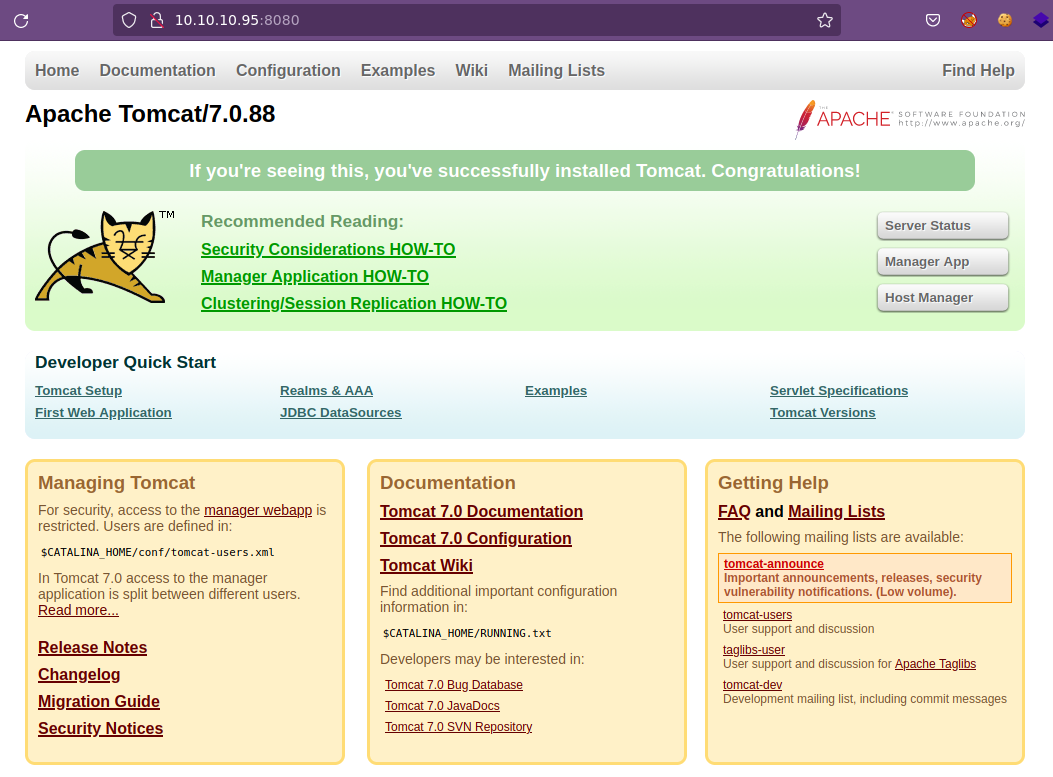 10.10.10.95:8080
Home Documentation Configuration Examples Wiki Mailing Lists Find Help
Apache Tomcat/7.0.88
THE
APACHE SOFTWARE FOUNDATION
http://www.apache.org/
If you're seeing this, you've successfully installed Tomcat. Congratulations!
TM
Recommended Reading:
Security Considerations HOW-TO
Manager Application HOW-TO
Clustering/Session Replication HOW-TO
Server Status
Manager App
Host Manager
Developer Quick Start
Tomcat Setup
First Web Application
Realms & AAA
JDBC DataSources
Examples
Servlet Specifications
Tomcat Versions
Managing Tomcat
For security, access to the manager webapp is
restricted. Users are defined in:
$CATALINA_HOME/conf/tomcat-users.xml
In Tomcat 7.0 access to the manager
application is split between different users.
Read more...
Release Notes
Changelog
Migration Guide
Security Notices
Documentation
Tomcat 7.0 Documentation
Tomcat 7.0 Configuration
Tomcat Wiki
Find additional important configuration
information in:
$CATALINA_HOME/RUNNING.txt
Developers may be interested in:
Tomcat 7.0 Bug Database
Tomcat 7.0 JavaDocs
Tomcat 7.0 SVN Repository
Getting Help
FAQ and Mailing Lists
The following mailing lists are available:
tomcat-announce
Important announcements, releases, security
vulnerability notifications. (Low volume).
tomcat-users
User support and discussion
taglibs-user
User support and discussion for Apache Taglibs
tomcat-dev
Development mailing list, including commit messages